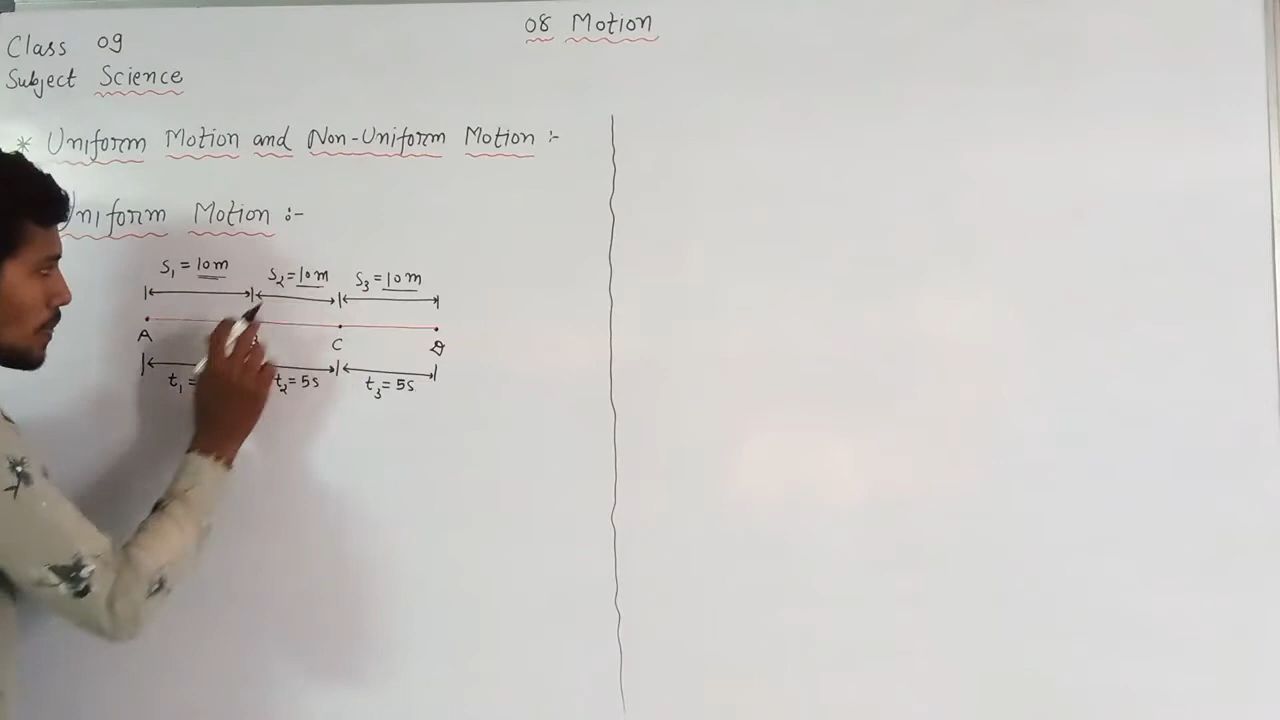 08 Motion
Class 09
Subject Science
* Uniform Motion and Non-Uniform Motion :-
Uniform Motion :-
S₁ = 10m S₂ = 10m S₃ = 10m
A C D
t₁ = t₂ = 5s t₃ = 5s